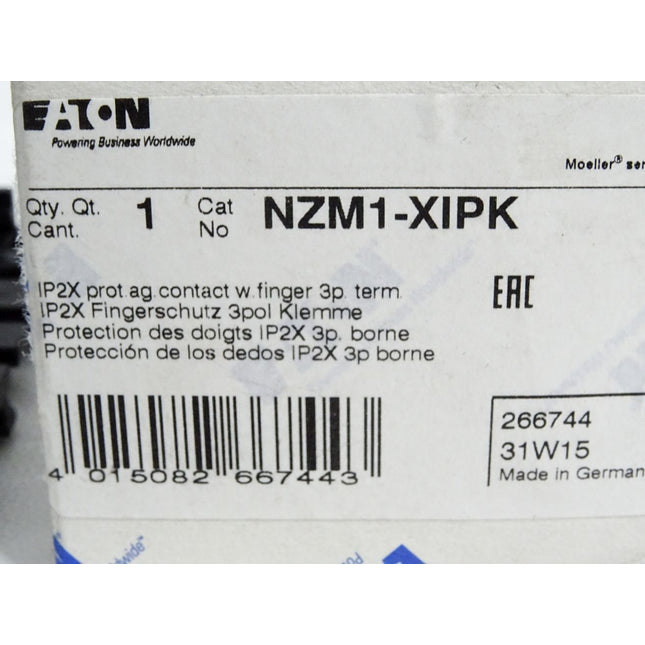 EATON
Powering Business Worldwide
Moeller® ser
Qty. Qt. 1 Cat NZM1-XIPK
Cant. No
IP2X prot.ag.contact w.finger 3p. term.
EAC
IP2X Fingerschutz 3pol Klemme
Protection des doigts IP2X 3p. borne
Protección de los dedos IP2X 3p borne
266744
31W15
Made in German
4 015082 667443